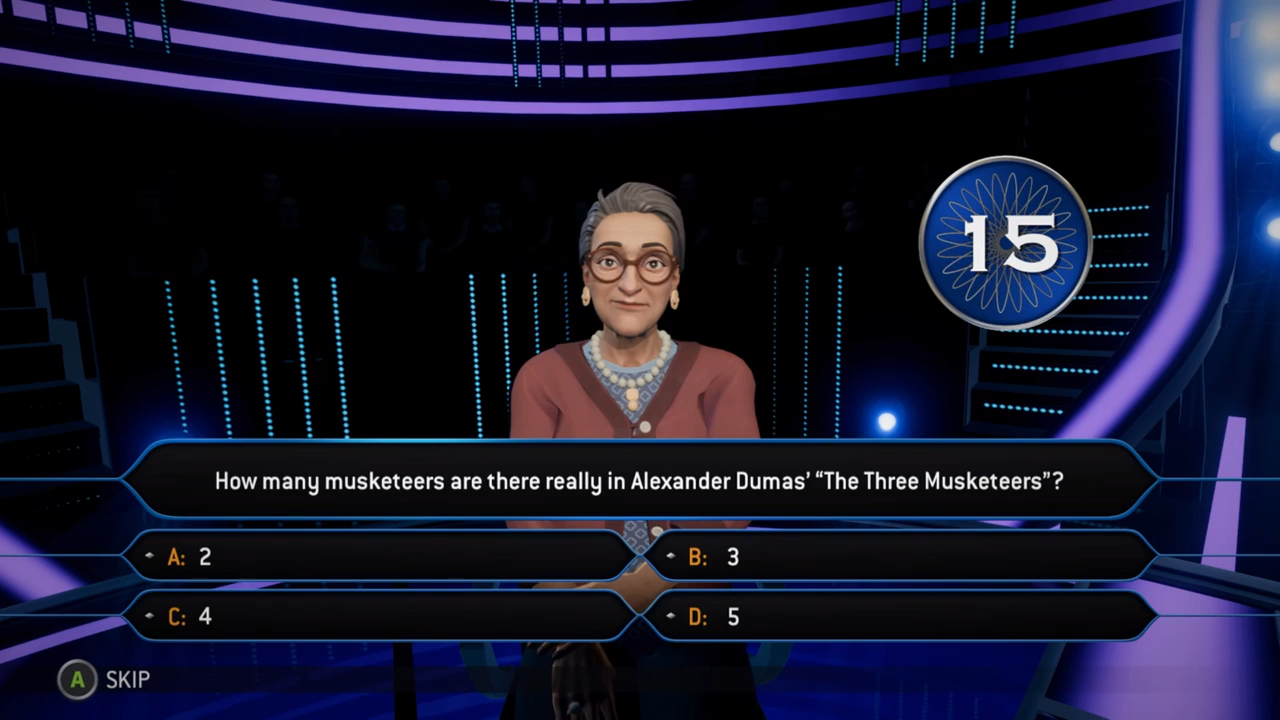 15
How many musketeers are there really in Alexander Dumas’ “The Three Musketeers”?
A: 2
B: 3
C: 4
D: 5
A SKIP